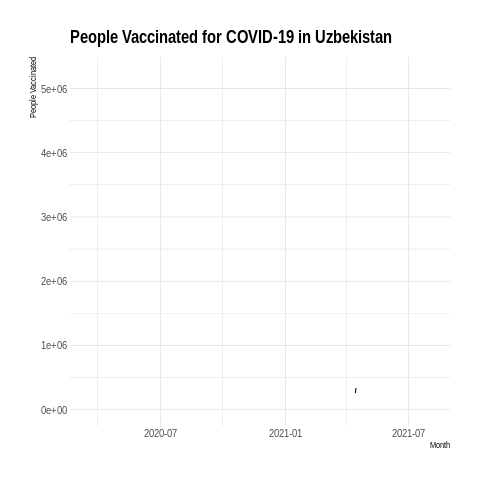 People Vaccinated for COVID-19 in Uzbekistan
People Vaccinated
5e+06
4e+06
3e+06
2e+06
1e+06
0e+00
2020-07 2021-01 2021-07
Month